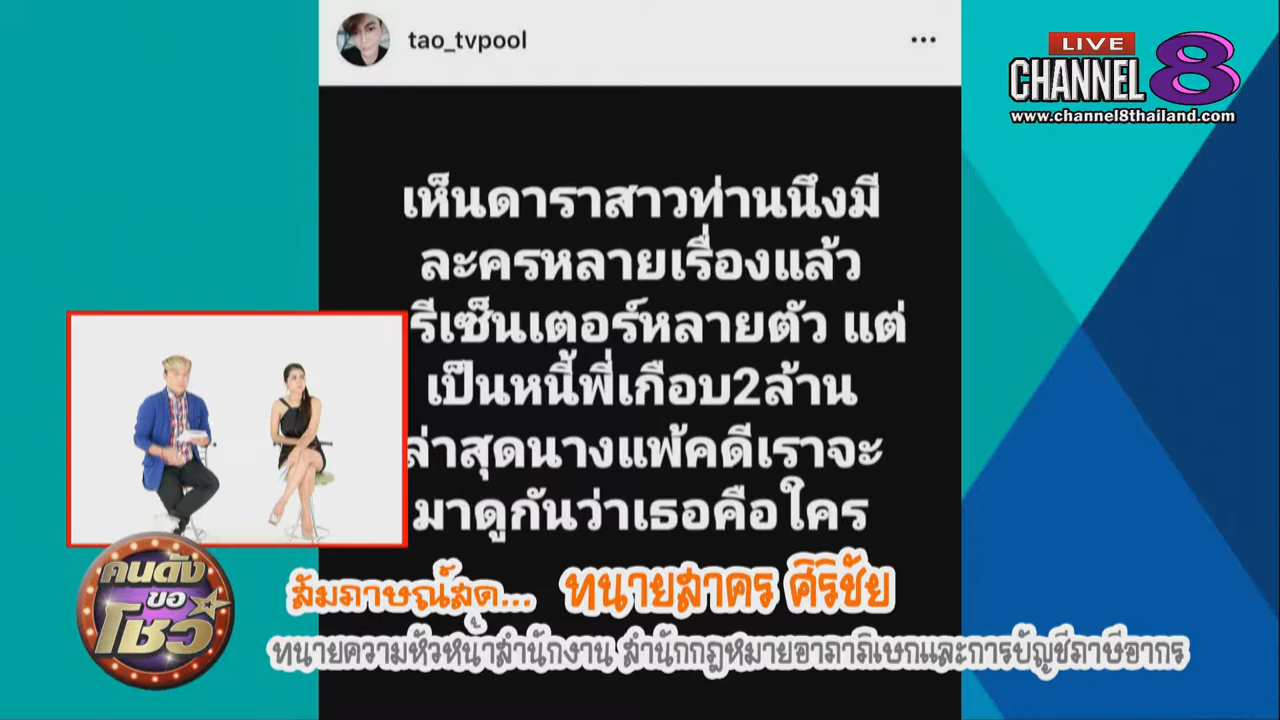 tao_tvpool
LIVE
CHANNEL 8
www.channel8thailand.com
เห็นดาราสาวท่านนึงมี
ละครหลายเรื่องแล้ว
รีเซ็นเตอร์หลายตัว แต่
เป็นหนี้พี่เกือบ2ล้าน
ล่าสุดนางแพ้คดีเราจะ
มาดูกันว่าเธอคือใคร
คนดัง
ขอ
โชว์
สัมภาษณ์สด... ทนายสาคร ศิริชัย
ทนายความหัวหน้าสำนักงาน สำนักกฎหมายอาภาภิเษกและการบัญชีภาษีอากร